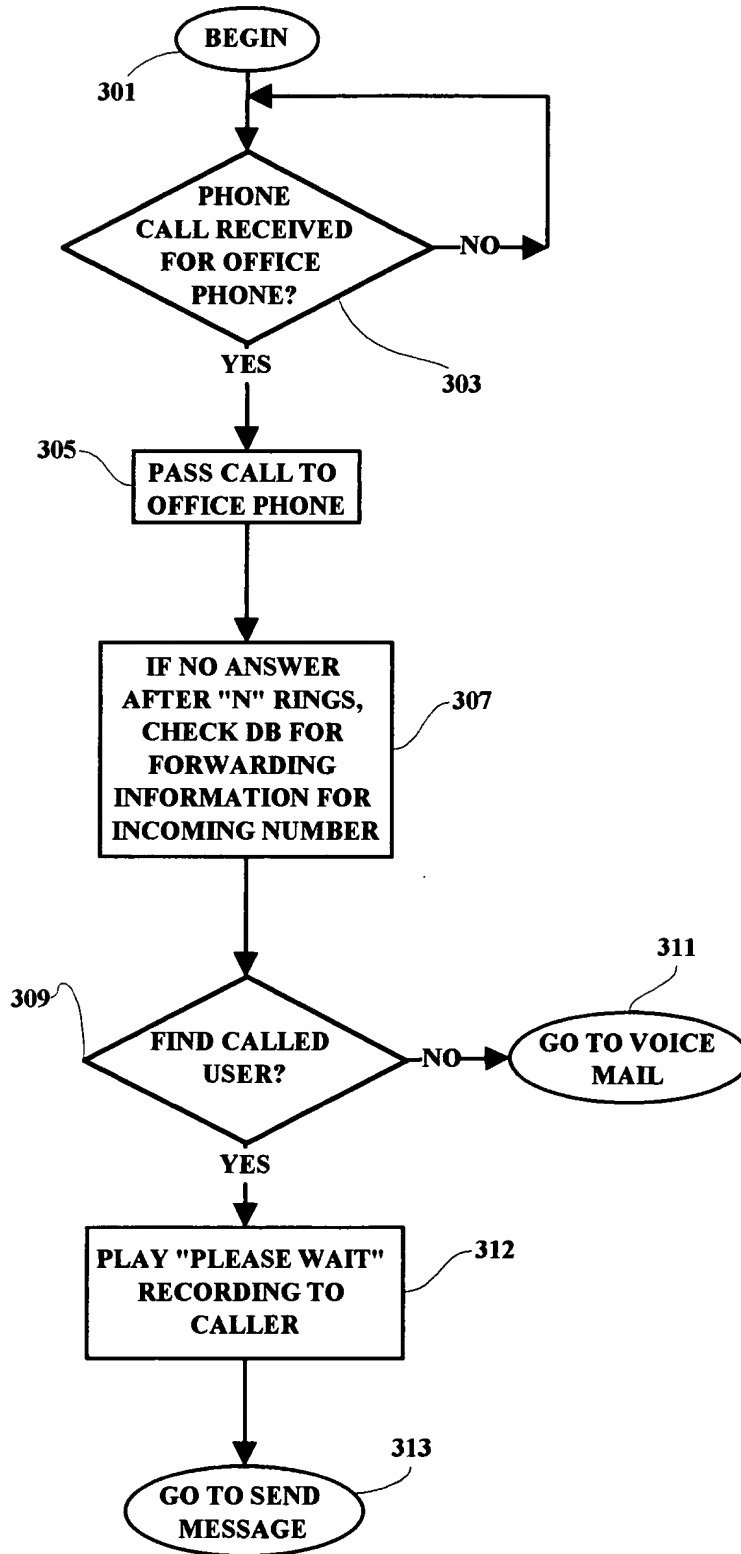 BEGIN
301
PHONE
CALL RECEIVED
FOR OFFICE
PHONE?
NO
303
YES
305
PASS CALL TO
OFFICE PHONE
IF NO ANSWER
AFTER "N" RINGS,
CHECK DB FOR
FORWARDING
INFORMATION FOR
INCOMING NUMBER
307
309
FIND CALLED
USER?
NO
311
GO TO VOICE
MAIL
YES
PLAY "PLEASE WAIT"
RECORDING TO
CALLER
312
313
GO TO SEND
MESSAGE